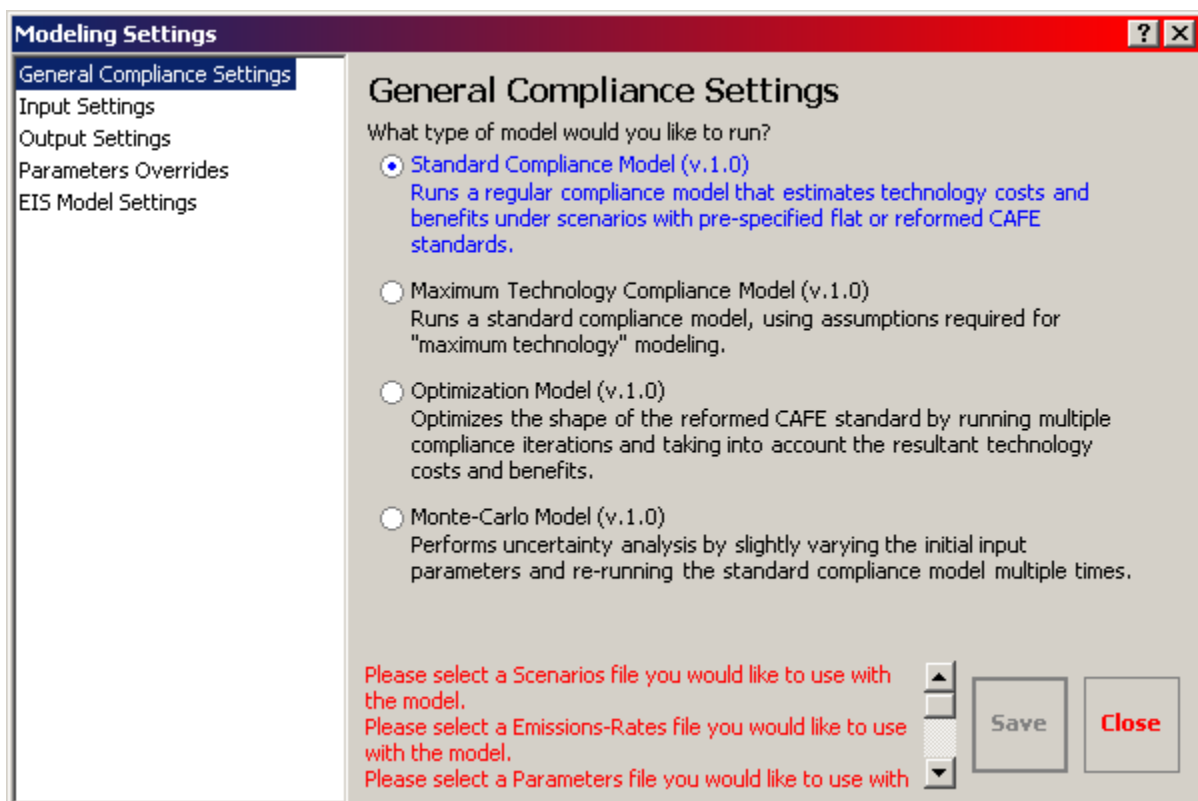 Modeling Settings
General Compliance Settings
Input Settings
Output Settings
Parameters Overrides
EIS Model Settings
General Compliance Settings
What type of model would you like to run?
Standard Compliance Model (v.1.0)
Runs a regular compliance model that estimates technology costs and
benefits under scenarios with pre-specified flat or reformed CAFE
standards.
Maximum Technology Compliance Model (v.1.0)
Runs a standard compliance model, using assumptions required for
"maximum technology" modeling.
Optimization Model (v.1.0)
Optimizes the shape of the reformed CAFE standard by running multiple
compliance iterations and taking into account the resultant technology
costs and benefits.
Monte-Carlo Model (v.1.0)
Performs uncertainty analysis by slightly varying the initial input
parameters and re-running the standard compliance model multiple times.
Please select a Scenarios file you would like to use with
the model.
Please select a Emissions-Rates file you would like to use
with the model.
Please select a Parameters file you would like to use with
Save
Close